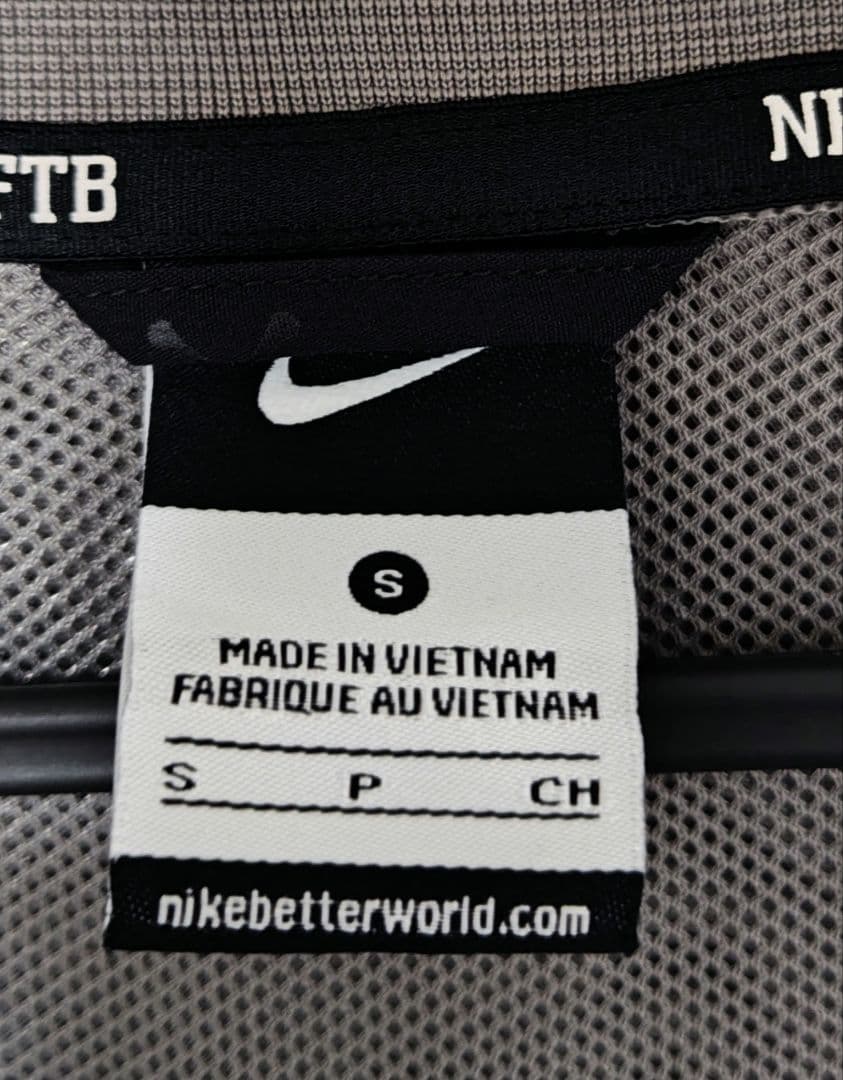 FTB
S
MADE IN VIETNAM
FABRIQUE AU VIETNAM
S P CH
nikebetterworld.com